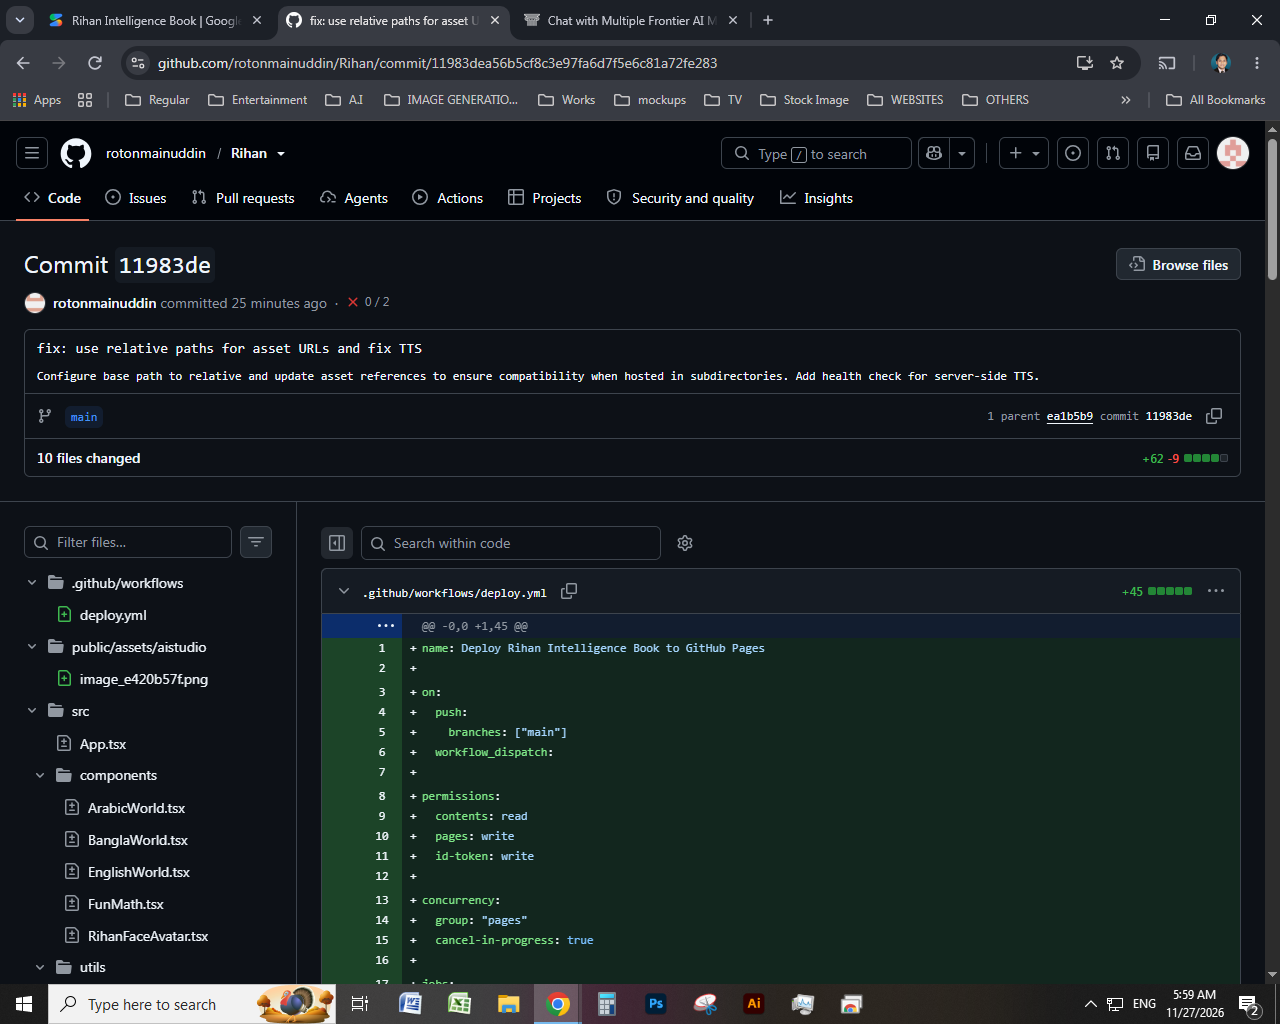 Rihan Intelligence Book | Googl
fix: use relative paths for asset U
Chat with Multiple Frontier AI M
github.com/rotonmainuddin/Rihan/commit/11983dea56b5cf8c3e97fa6d7f5e6c81a72fe283
Apps
Regular
Entertainment
A.I
IMAGE GENERATIO...
Works
mockups
TV
Stock Image
WEBSITES
OTHERS
»
All Bookmarks
rotonmainuddin / Rihan
Type / to search
Code
Issues
Pull requests
Agents
Actions
Projects
Security and quality
Insights
Commit 11983de
Browse files
rotonmainuddin committed 25 minutes ago · 0 / 2
fix: use relative paths for asset URLs and fix TTS
Configure base path to relative and update asset references to ensure compatibility when hosted in subdirectories. Add health check for server-side TTS.
main
1 parent ea1b5b9 commit 11983de
10 files changed
+62 -9
Filter files...
Search within code
.github/workflows
deploy.yml
public/assets/aistudio
image_e420b57f.png
src
App.tsx
components
ArabicWorld.tsx
BanglaWorld.tsx
EnglishWorld.tsx
FunMath.tsx
RihanFaceAvatar.tsx
utils
.github/workflows/deploy.yml
+45
@@ -0,0 +1,45 @@
1 + name: Deploy Rihan Intelligence Book to GitHub Pages
2 +
3 + on:
4 + push:
5 + branches: ["main"]
6 + workflow_dispatch:
7 +
8 + permissions:
9 + contents: read
10 + pages: write
11 + id-token: write
12 +
13 + concurrency:
14 + group: "pages"
15 + cancel-in-progress: true
16 +
17 + jobs:
Type here to search
Ps
Ai
ENG
5:59 AM
11/27/2026
2